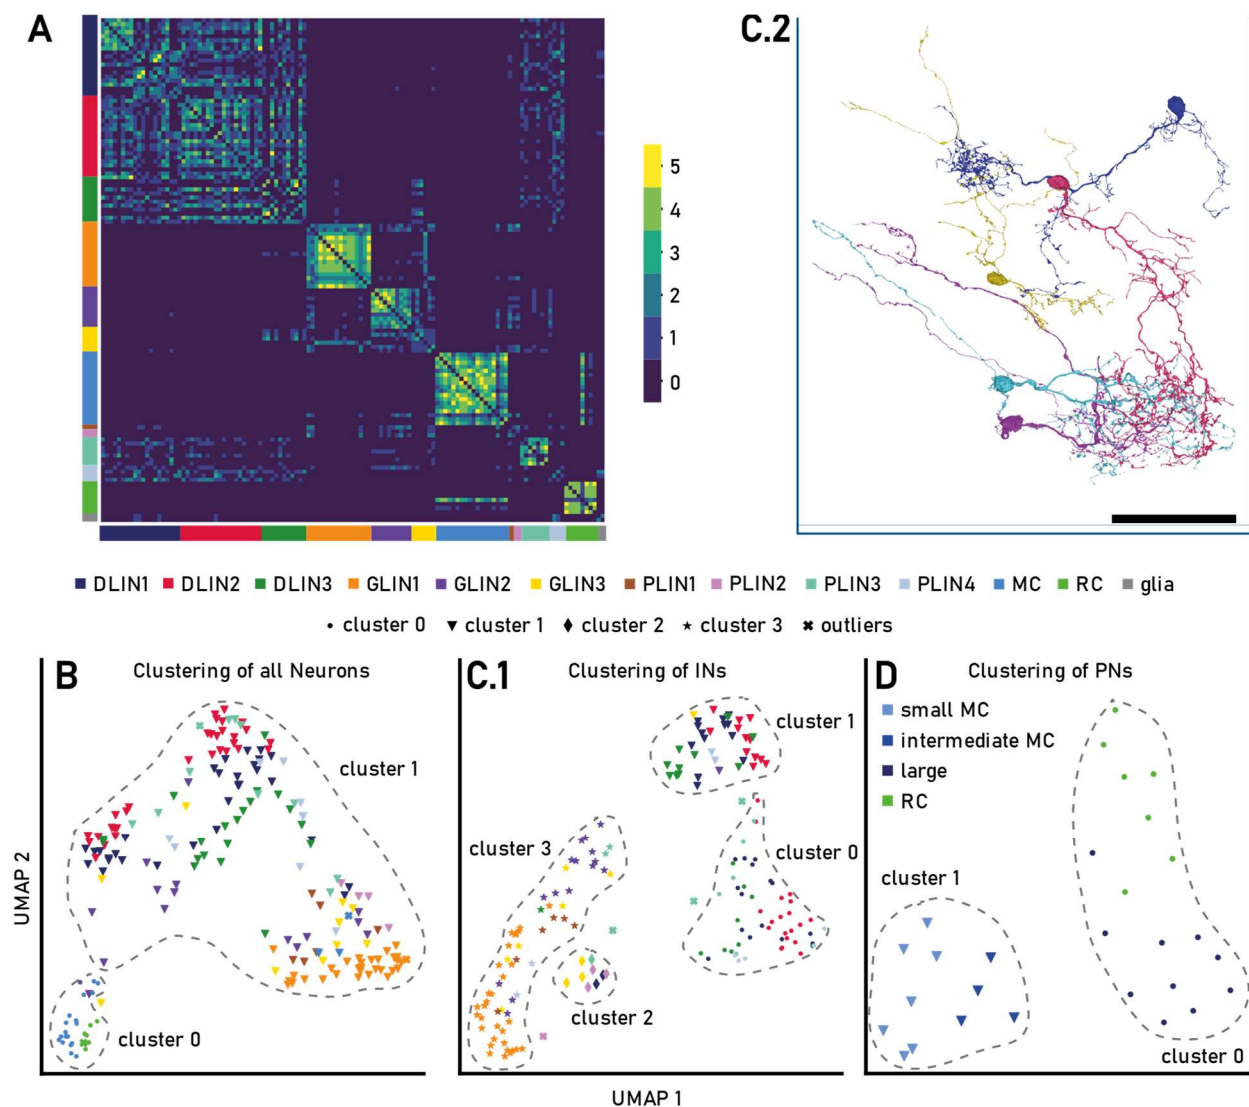 A
C.2
5
4
3
2
1
0
DLIN1 DLIN2 DLIN3 GLIN1 GLIN2 GLIN3 PLIN1 PLIN2 PLIN3 PLIN4 MC RC glia
cluster 0 cluster 1 cluster 2 cluster 3 outliers
B
Clustering of all Neurons
cluster 1
cluster 0
UMAP 2
C.1
Clustering of INs
cluster 1
cluster 0
cluster 3
cluster 2
UMAP 1
D
Clustering of PNs
small MC
intermediate MC
large
RC
cluster 1
cluster 0